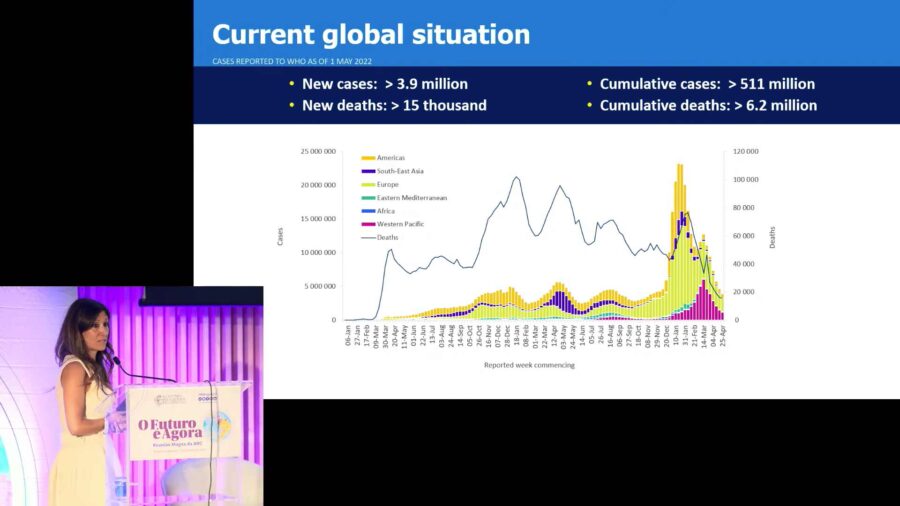 Current global situation
CASES REPORTED TO WHO AS OF 1 MAY 2022
• New cases: > 3.9 million
• New deaths: > 15 thousand
• Cumulative cases: > 511 million
• Cumulative deaths: > 6.2 million
25 000 000
20 000 000
15 000 000
10 000 000
5 000 000
0
Cases
Americas
South-East Asia
Europe
Eastern Mediterranean
Africa
Western Pacific
Deaths
120 000
100 000
80 000
60 000
40 000
20 000
0
Deaths
06-Jan
27-Jan
17-Feb
09-Mar
30-Mar
20-Apr
11-May
01-Jun
22-Jun
13-Jul
03-Aug
24-Aug
14-Sep
05-Oct
26-Oct
16-Nov
07-Dec
28-Dec
18-Jan
08-Feb
01-Mar
22-Mar
12-Apr
03-May
24-May
14-Jun
05-Jul
26-Jul
16-Aug
06-Sep
27-Sep
18-Oct
08-Nov
29-Nov
20-Dec
10-Jan
31-Jan
21-Feb
14-Mar
04-Apr
25-Apr
Reported week commencing
O Futuro
é Agora
Reunião Magna da ABC